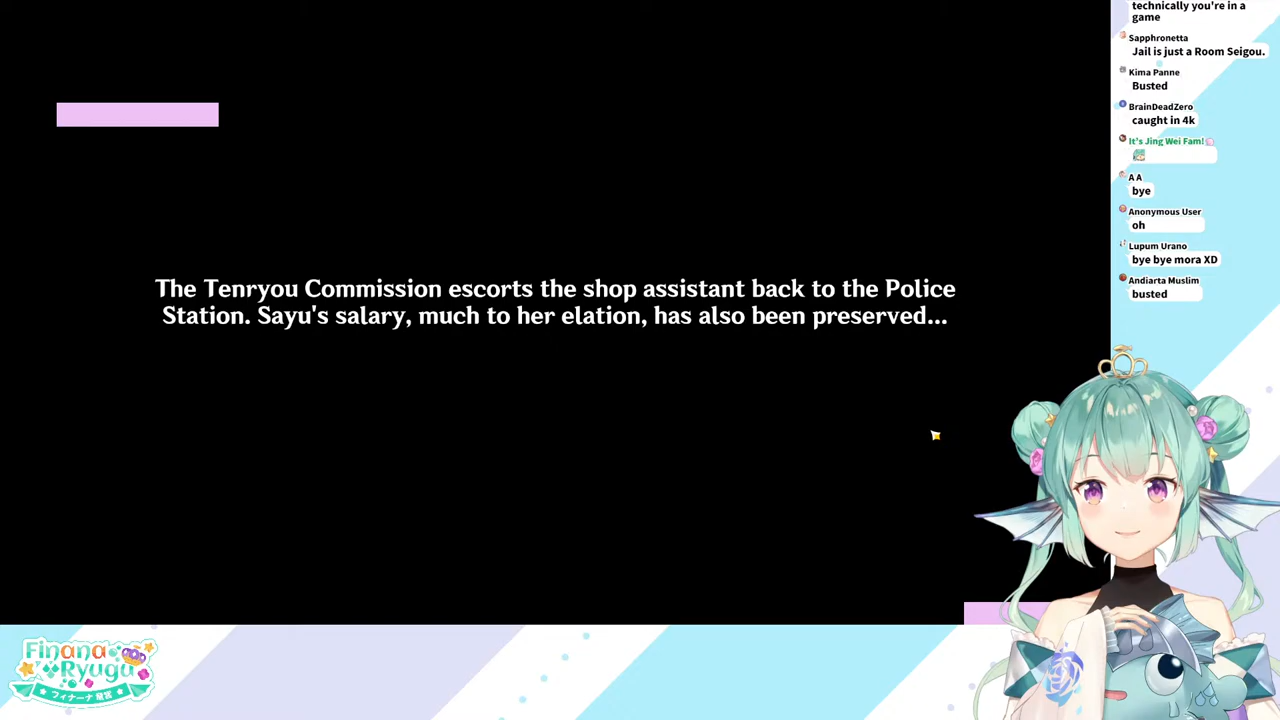 technically you're in a
game
Sapphronetta
Jail is just a Room Seigou.
Kima Panne
Busted
BrainDeadZero
caught in 4k
It's Jing Wei Fam!
A A
bye
Anonymous User
oh
Lupum Urano
bye bye mora XD
Andiarta Muslim
busted
The Tenryou Commission escorts the shop assistant back to the Police
Station. Sayu's salary, much to her elation, has also been preserved...
Finana
Ryugu
フィナーナ竜宮